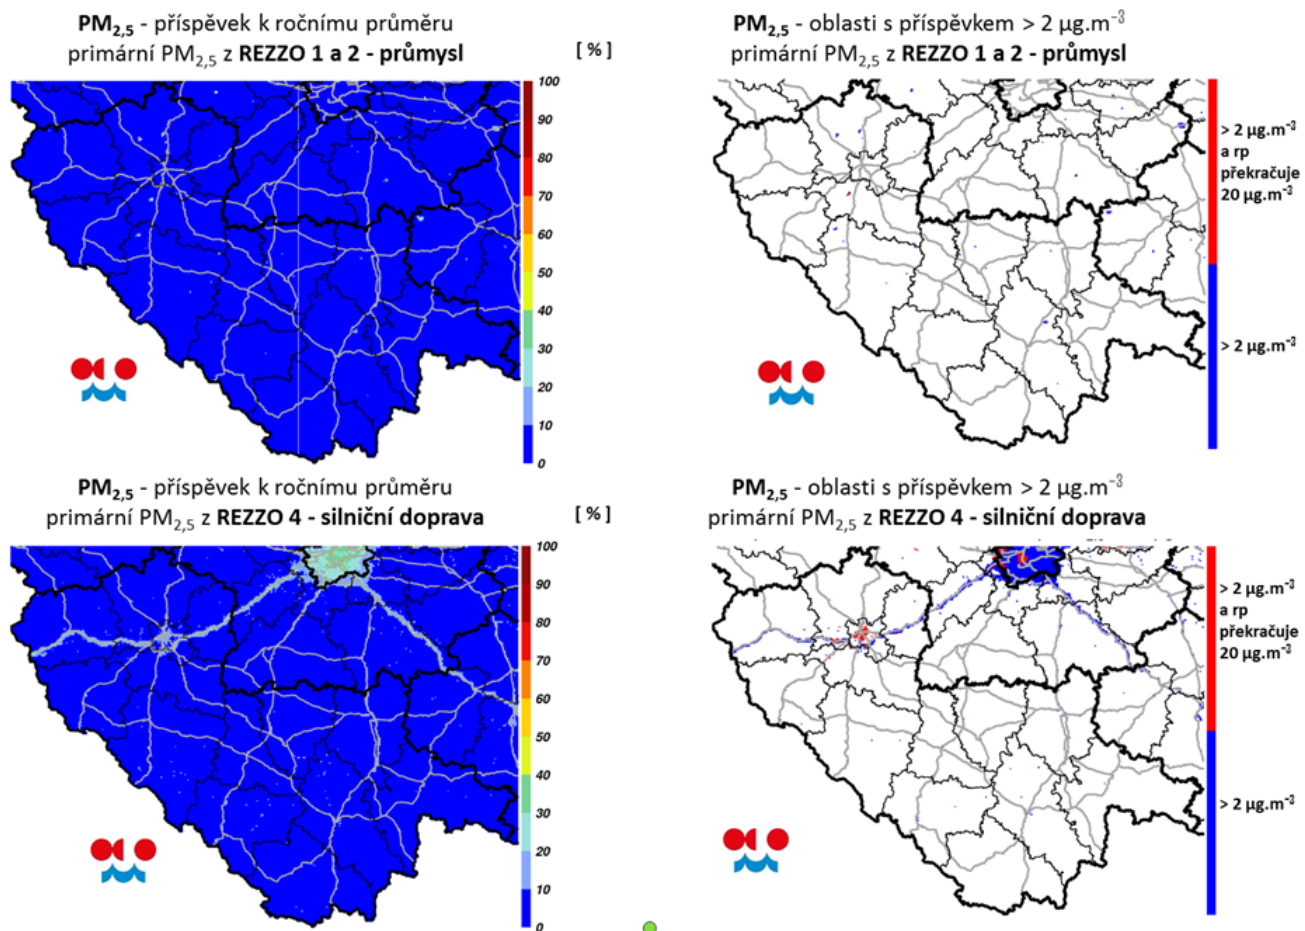 PM2,5 - příspěvek k ročnímu průměru
primární PM2,5 z REZZO 1 a 2 - průmysl
[ % ]
100
90
80
70
60
50
40
30
20
10
0
PM2,5 - oblasti s příspěvkem > 2 µg.m⁻³
primární PM2,5 z REZZO 1 a 2 - průmysl
> 2 µg.m⁻³
a rp
překračuje
20 µg.m⁻³
> 2 µg.m⁻³
PM2,5 - příspěvek k ročnímu průměru
primární PM2,5 z REZZO 4 - silniční doprava
[ % ]
100
90
80
70
60
50
40
30
20
10
0
PM2,5 - oblasti s příspěvkem > 2 µg.m⁻³
primární PM2,5 z REZZO 4 - silniční doprava
> 2 µg.m⁻³
a rp
překračuje
20 µg.m⁻³
> 2 µg.m⁻³